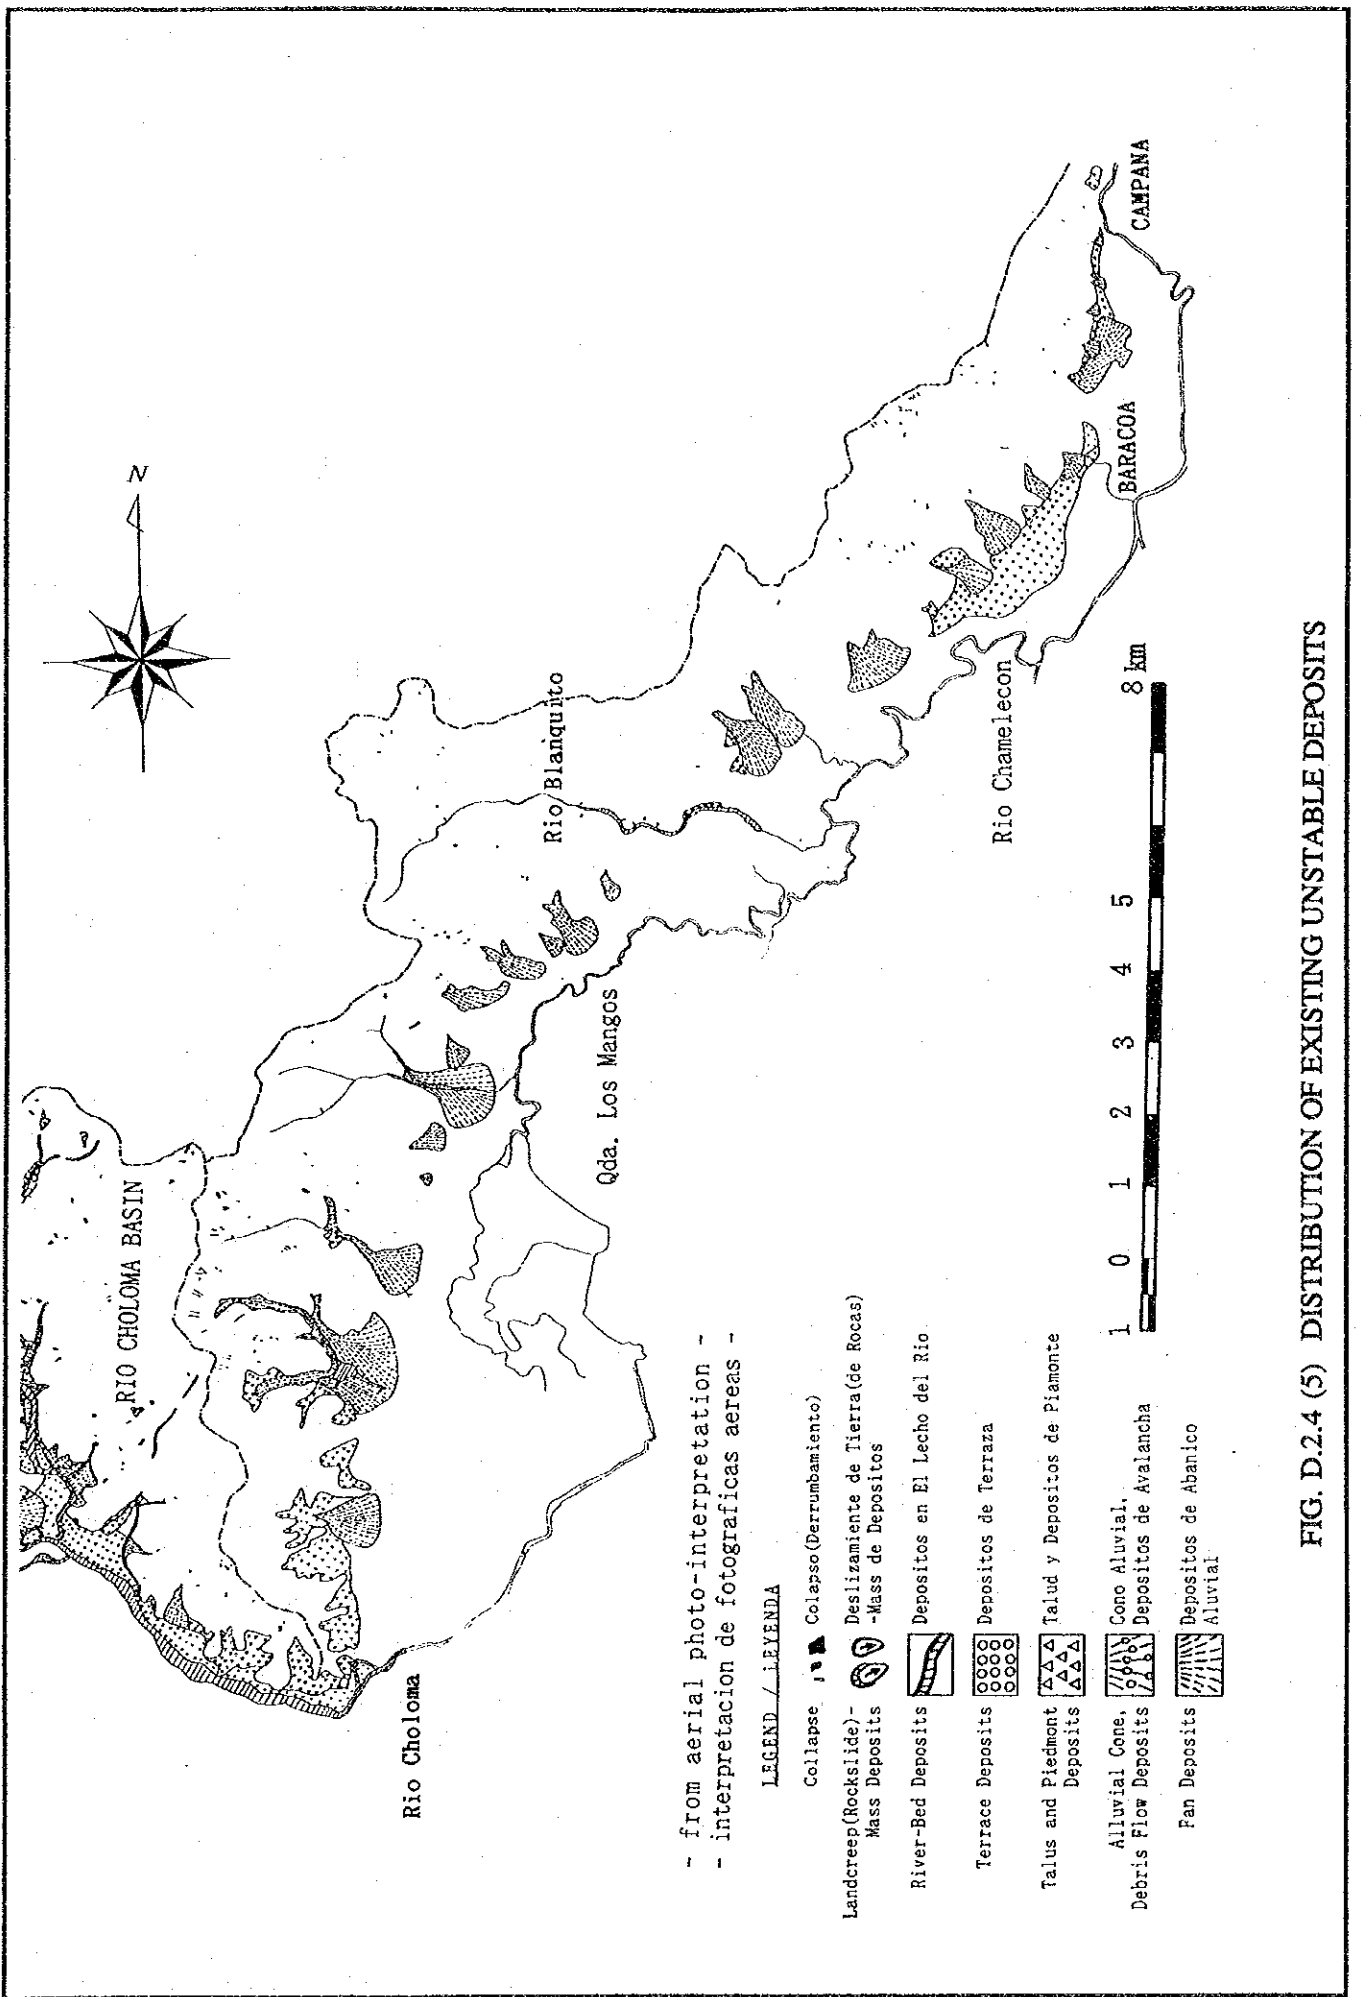 N
RIO CHOLOMA BASIN
Rio Choloma
Qda. Los Mangos
Rio Blanquito
Rio Chamelecon
BARACOA
CAMPANA
- from aerial photo-interpretation -
- interpretacion de fotograficas aereas -
LEGEND / LEYENDA
Collapse Colapso(Derrumbamiento)
Landcreep(Rockslide)- Deslizamiente de Tierra(de Rocas)
Mass Deposits -Mass de Depositos
River-Bed Deposits Depositos en El Lecho del Rio
Terrace Deposits Depositos de Terraza
Talus and Piedmont Talud y Depositos de Piamonte
Deposits
Alluvial Cone, Cono Aluvial,
Debris Flow Deposits Depositos de Avalancha
Fan Deposits Depositos de Abanico
Aluvial
1 0 1 2 3 4 5 8 km
FIG. D.2.4 (5) DISTRIBUTION OF EXISTING UNSTABLE DEPOSITS